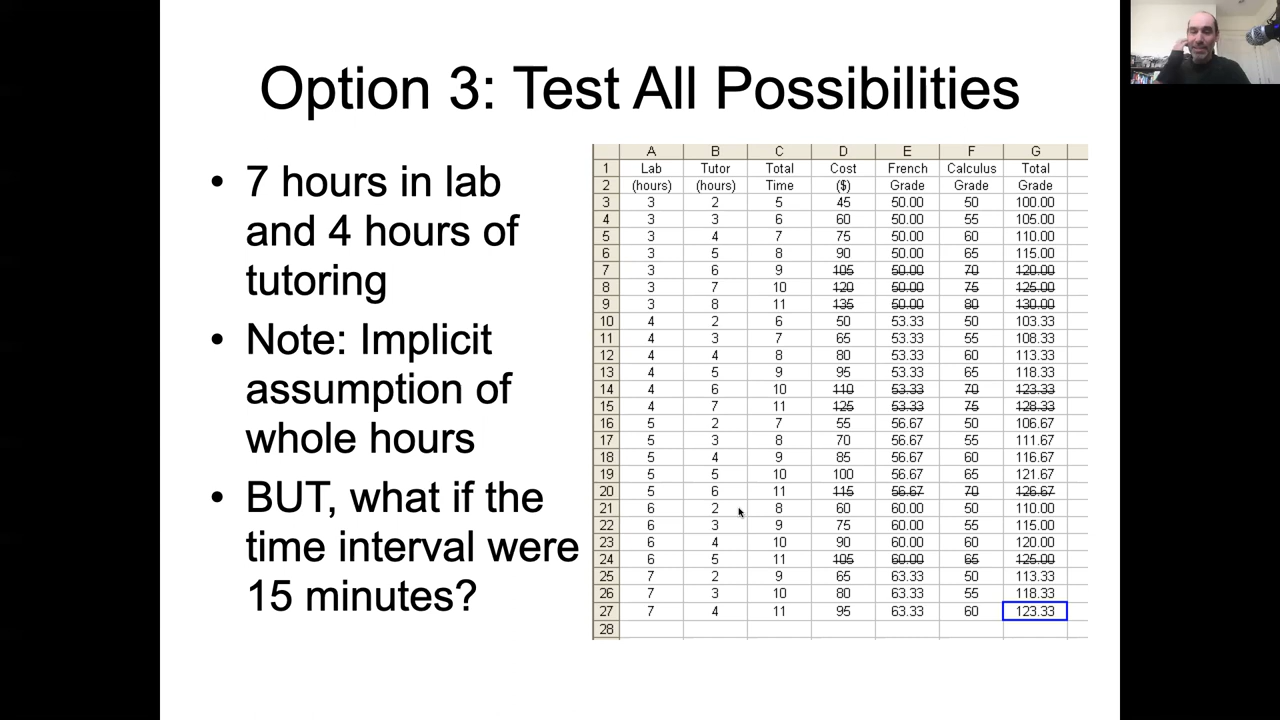 Option 3: Test All Possibilities
• 7 hours in lab
and 4 hours of
tutoring
• Note: Implicit
assumption of
whole hours
• BUT, what if the
time interval were
15 minutes?
A B C D E F G
1 Lab Tutor Total Cost French Calculus Total
2 (hours) (hours) Time ($) Grade Grade Grade
3 3 2 5 45 50.00 50 100.00
4 3 3 6 60 50.00 55 105.00
5 3 4 7 75 50.00 60 110.00
6 3 5 8 90 50.00 65 115.00
7 3 6 9 105 50.00 70 120.00
8 3 7 10 120 50.00 75 125.00
9 3 8 11 135 50.00 80 130.00
10 4 2 6 50 53.33 50 103.33
11 4 3 7 65 53.33 55 108.33
12 4 4 8 80 53.33 60 113.33
13 4 5 9 95 53.33 65 118.33
14 4 6 10 110 53.33 70 123.33
15 4 7 11 125 53.33 75 128.33
16 5 2 7 55 56.67 50 106.67
17 5 3 8 70 56.67 55 111.67
18 5 4 9 85 56.67 60 116.67
19 5 5 10 100 56.67 65 121.67
20 5 6 11 115 56.67 70 126.67
21 6 2 8 60 60.00 50 110.00
22 6 3 9 75 60.00 55 115.00
23 6 4 10 90 60.00 60 120.00
24 6 5 11 105 60.00 65 125.00
25 7 2 9 65 63.33 50 113.33
26 7 3 10 80 63.33 55 118.33
27 7 4 11 95 63.33 60 123.33
28